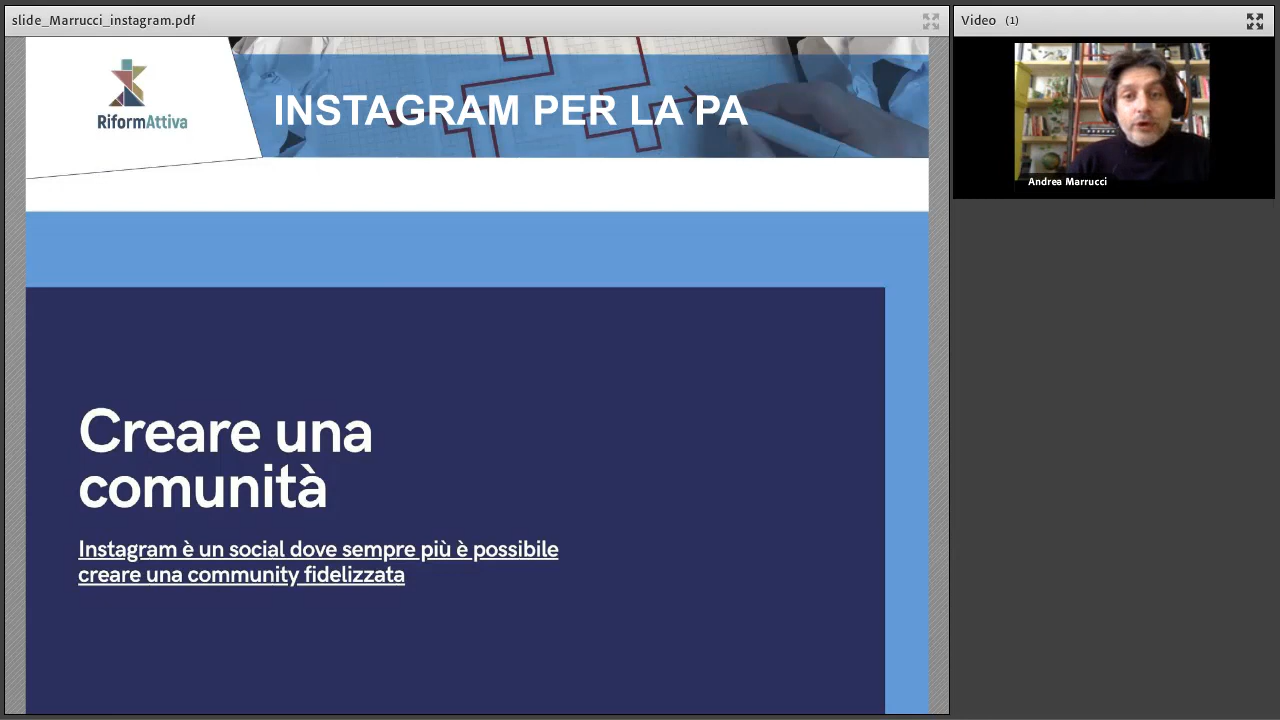 slide_Marrucci_instagram.pdf
Video (1)
RiformAttiva
INSTAGRAM PER LA PA
Andrea Marrucci
Creare una
comunità
Instagram è un social dove sempre più è possibile
creare una community fidelizzata